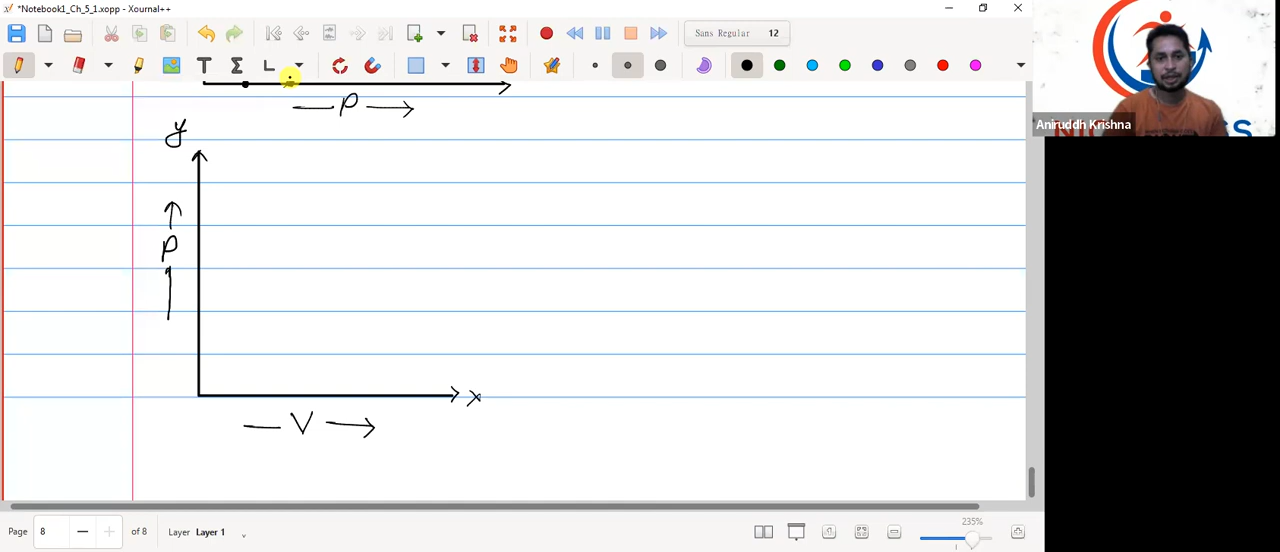 *Notebook1_Ch_5_1.xopp - Xournal++
Sans Regular 12
Aniruddh Krishna
P
y
P
x
V
Page 8 of 8 Layer Layer 1
235%